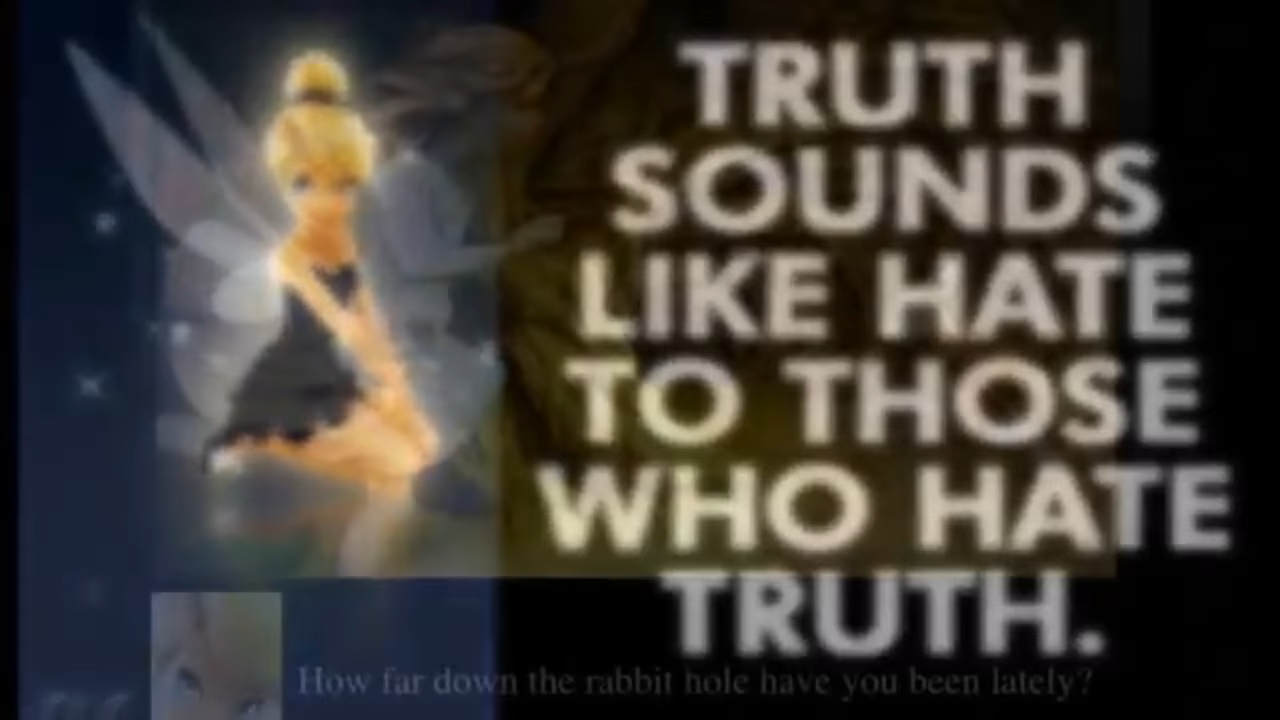 TRUTH
SOUNDS
LIKE HATE
TO THOSE
WHO HATE
TRUTH.
How far down the rabbit hole have you been lately?